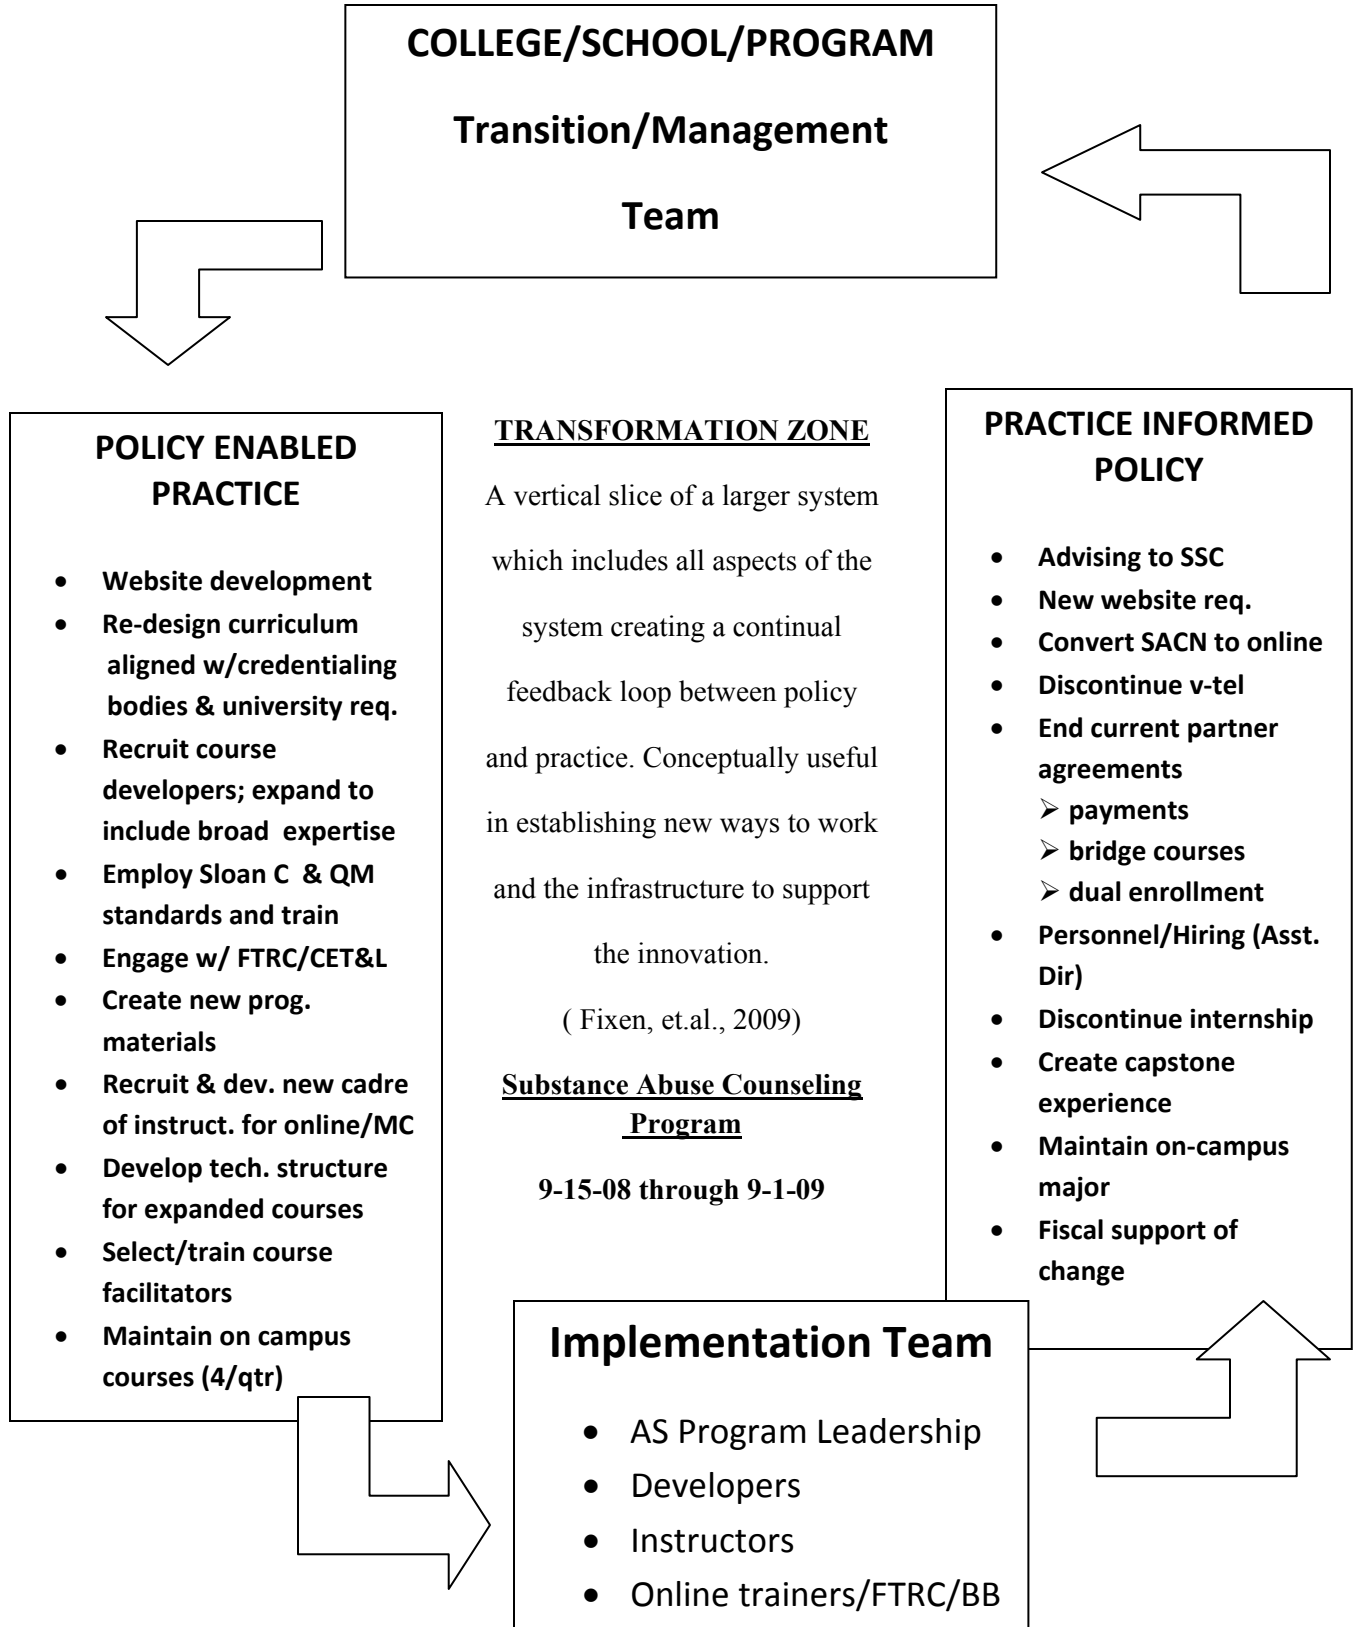 COLLEGE/SCHOOL/PROGRAM
Transition/Management
Team
POLICY ENABLED
PRACTICE
• Website development
• Re-design curriculum
aligned w/credentialing
bodies & university req.
• Recruit course
developers; expand to
include broad expertise
• Employ Sloan C & QM
standards and train
• Engage w/ FTRC/CET&L
• Create new prog.
materials
• Recruit & dev. new cadre
of instruct. for online/MC
• Develop tech. structure
for expanded courses
• Select/train course
facilitators
• Maintain on campus
courses (4/qtr)
TRANSFORMATION ZONE
A vertical slice of a larger system
which includes all aspects of the
system creating a continual
feedback loop between policy
and practice. Conceptually useful
in establishing new ways to work
and the infrastructure to support
the innovation.
( Fixen, et.al., 2009)
Substance Abuse Counseling
Program
9-15-08 through 9-1-09
PRACTICE INFORMED
POLICY
• Advising to SSC
• New website req.
• Convert SACN to online
• Discontinue v-tel
• End current partner
agreements
➢ payments
➢ bridge courses
➢ dual enrollment
• Personnel/Hiring (Asst.
Dir)
• Discontinue internship
• Create capstone
experience
• Maintain on-campus
major
• Fiscal support of
change
Implementation Team
• AS Program Leadership
• Developers
• Instructors
• Online trainers/FTRC/BB